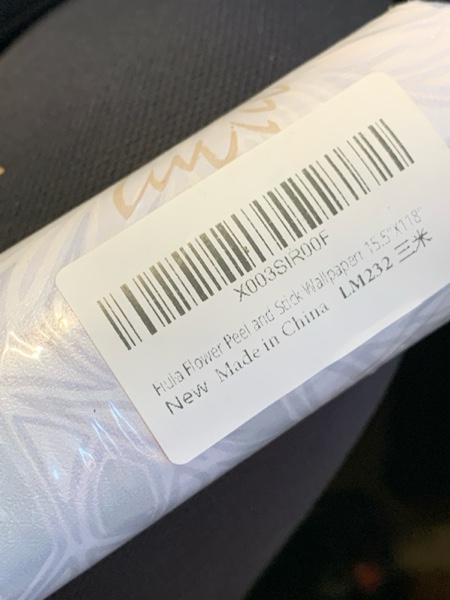 X003SIR00F
Hula Flower Peel and Stick Wallpaper: 15.5"x118"
New Made in China LM232 三米